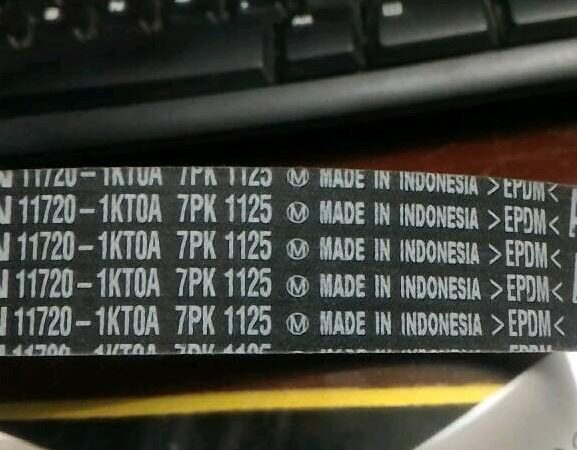 11720-1KT0A 7PK 1125 Ⓜ MADE IN INDONESIA >EPDM<
N 11720-1KT0A 7PK 1125 Ⓜ MADE IN INDONESIA >EPDM<
N 11720-1KT0A 7PK 1125 Ⓜ MADE IN INDONESIA >EPDM<
N 11720-1KT0A 7PK 1125 Ⓜ MADE IN INDONESIA >EPDM<
N 11720-1KT0A 7PK 1125 Ⓜ MADE IN INDONESIA >EPDM<